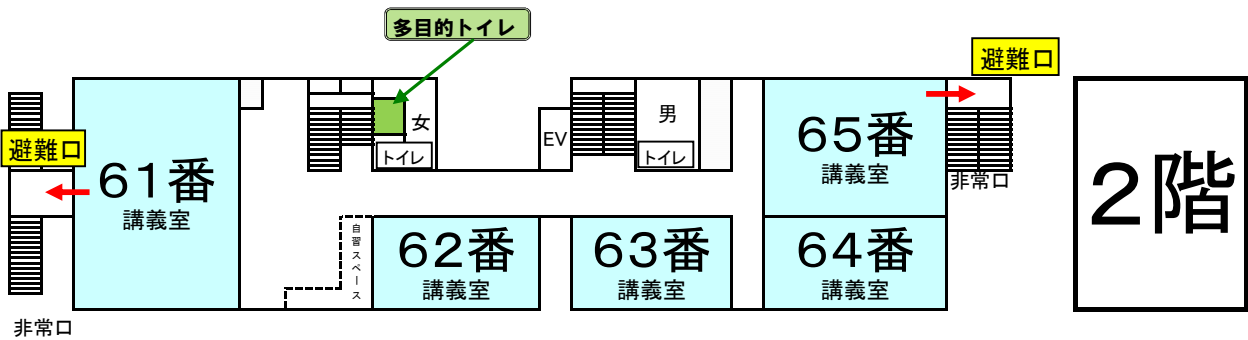 多目的トイレ
避難口
避難口
女
トイレ
EV
男
トイレ
61番
講義室
65番
講義室
非常口
2階
自習スペース
62番
講義室
63番
講義室
64番
講義室
非常口